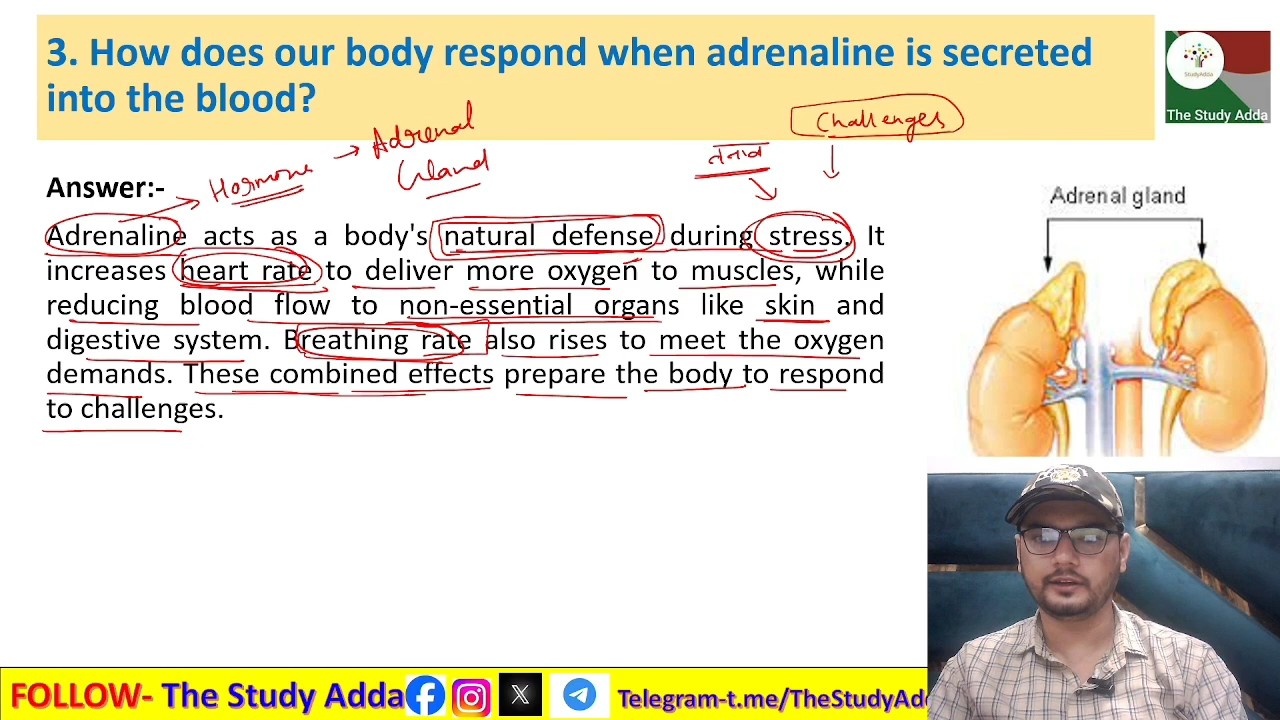 3. How does our body respond when adrenaline is secreted
into the blood?
StudyAdda
The Study Adda
Challenges
Adrenal
Gland
Hormone
तनाव
Answer:-
Adrenaline acts as a body's natural defense during stress. It
increases heart rate to deliver more oxygen to muscles, while
reducing blood flow to non-essential organs like skin and
digestive system. Breathing rate also rises to meet the oxygen
demands. These combined effects prepare the body to respond
to challenges.
Adrenal gland
FOLLOW- The Study Adda
Telegram-t.me/TheStudyAdd